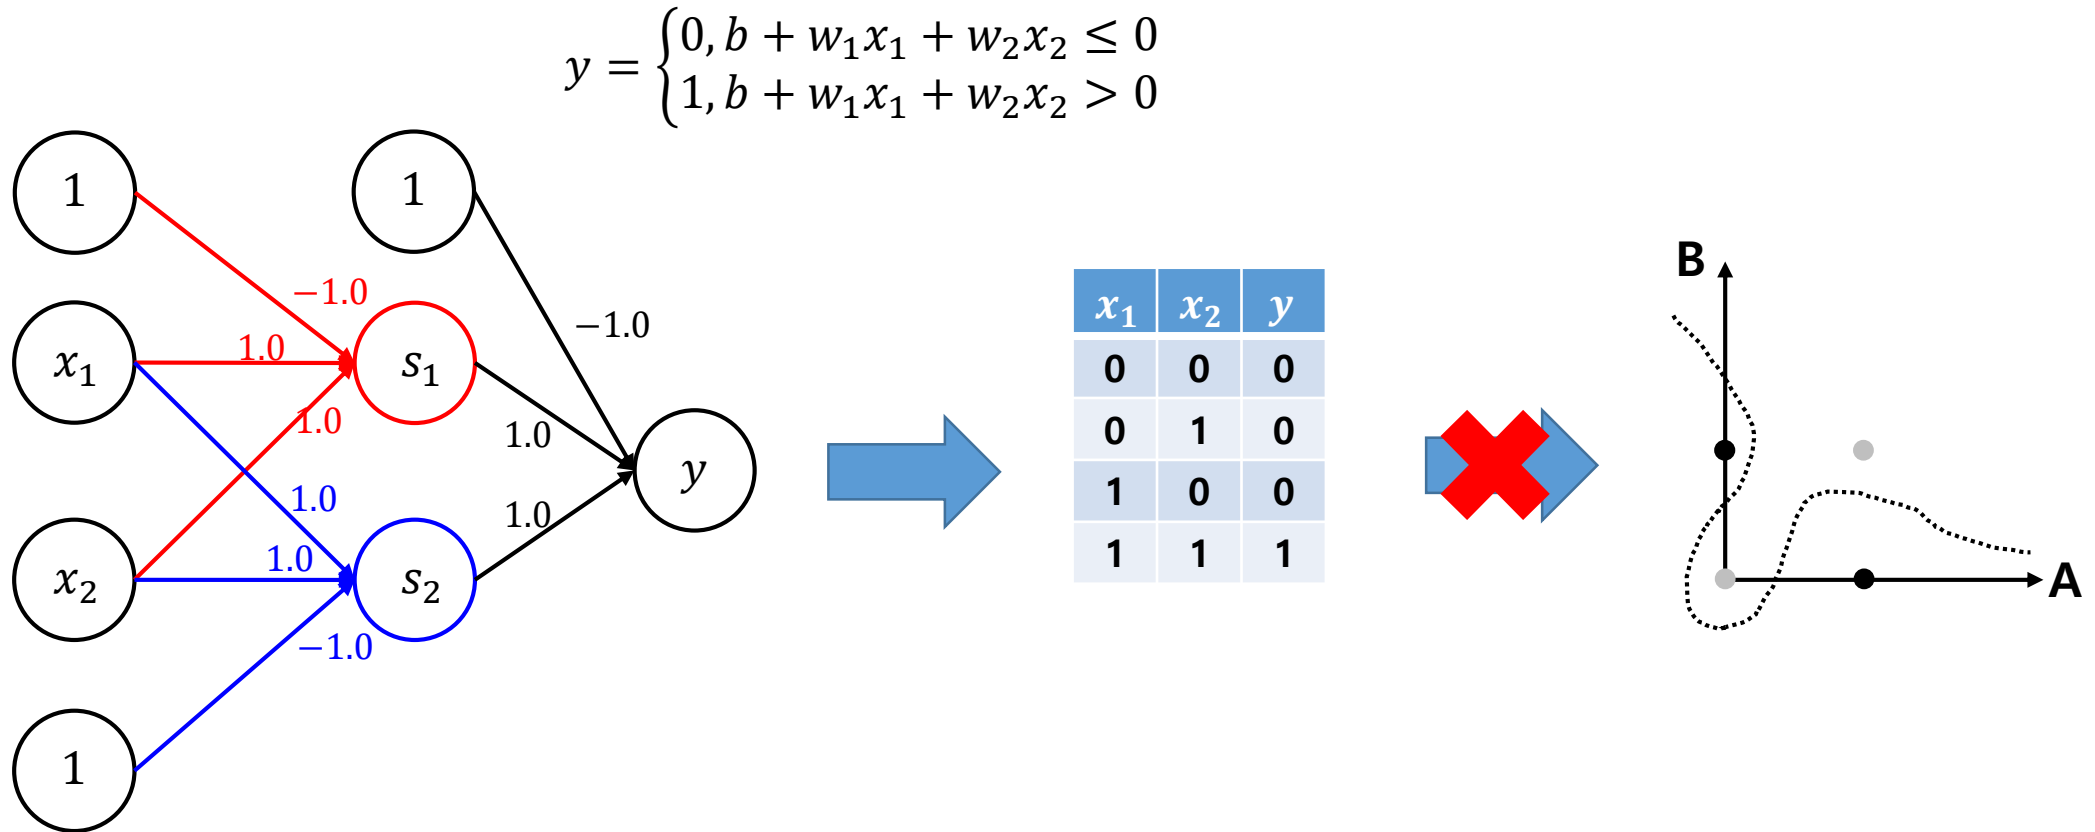 y = {0, b + w₁x₁ + w₂x₂ ≤ 0
1, b + w₁x₁ + w₂x₂ > 0
1
1
−1.0
−1.0
x₁
1.0
s₁
1.0
1.0
y
1.0
1.0
x₂
1.0
s₂
−1.0
1
x₁ x₂ y
0 0 0
0 1 0
1 0 0
1 1 1
B
A